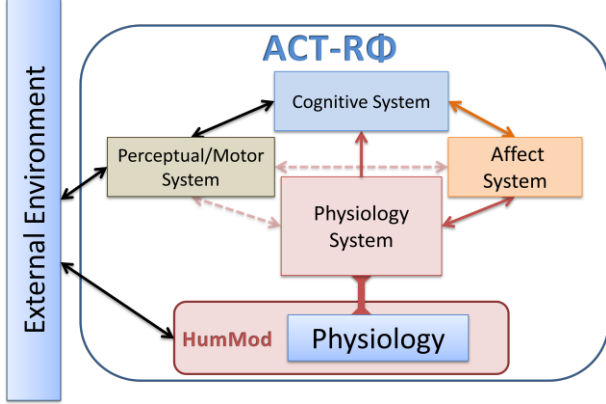 ACT-RΦ
External Environment
Cognitive System
Perceptual/Motor
System
Affect
System
Physiology
System
HumMod
Physiology